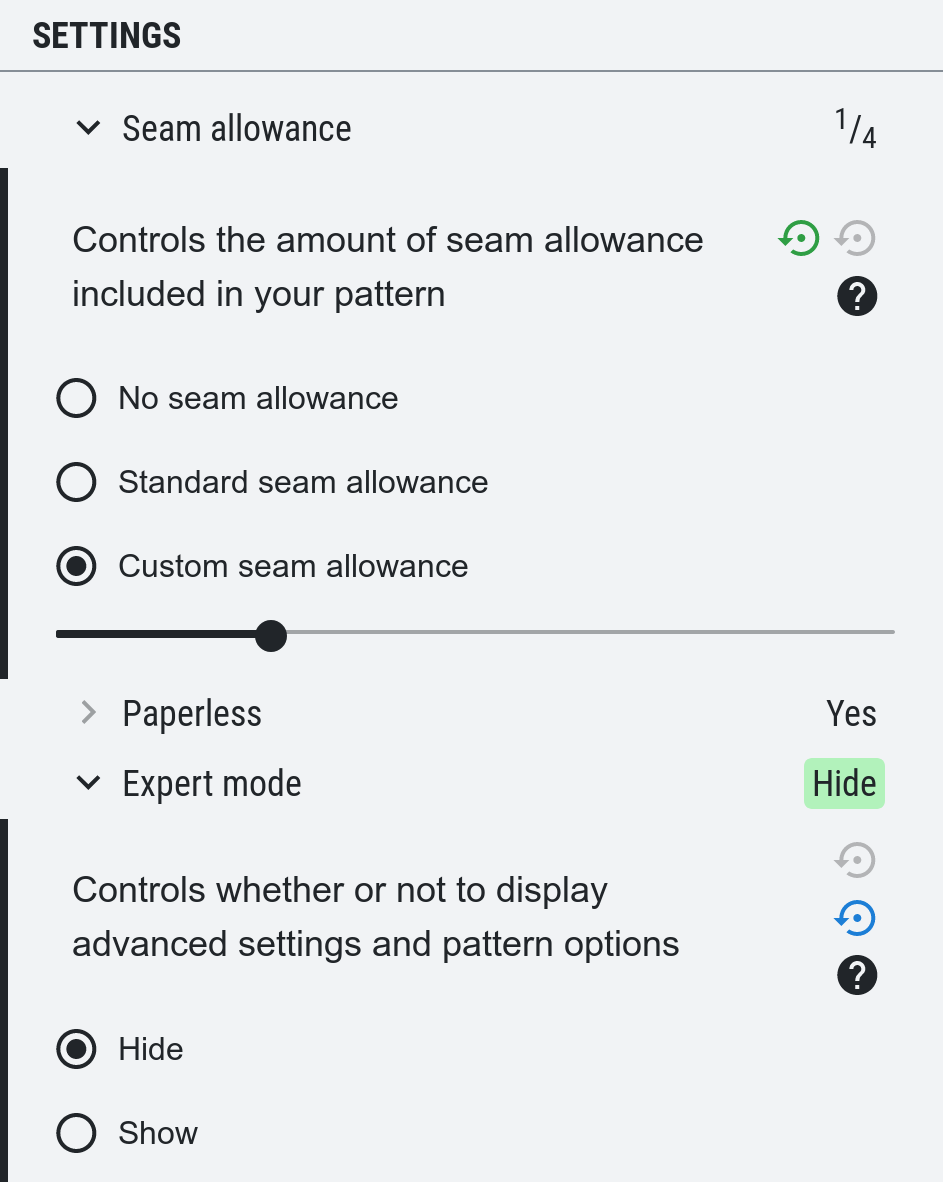 SETTINGS
Seam allowance 1/4
Controls the amount of seam allowance
included in your pattern
?
No seam allowance
Standard seam allowance
Custom seam allowance
Paperless Yes
Expert mode Hide
Controls whether or not to display
advanced settings and pattern options
?
Hide
Show